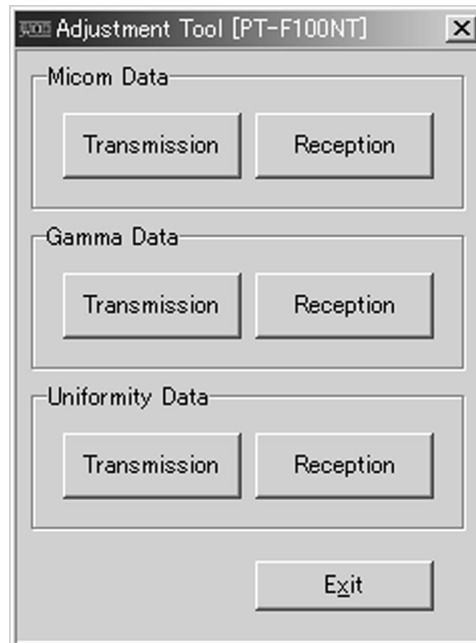 Adjustment Tool [PT-F100NT]
Micom Data
Transmission Reception
Gamma Data
Transmission Reception
Uniformity Data
Transmission Reception
Exit